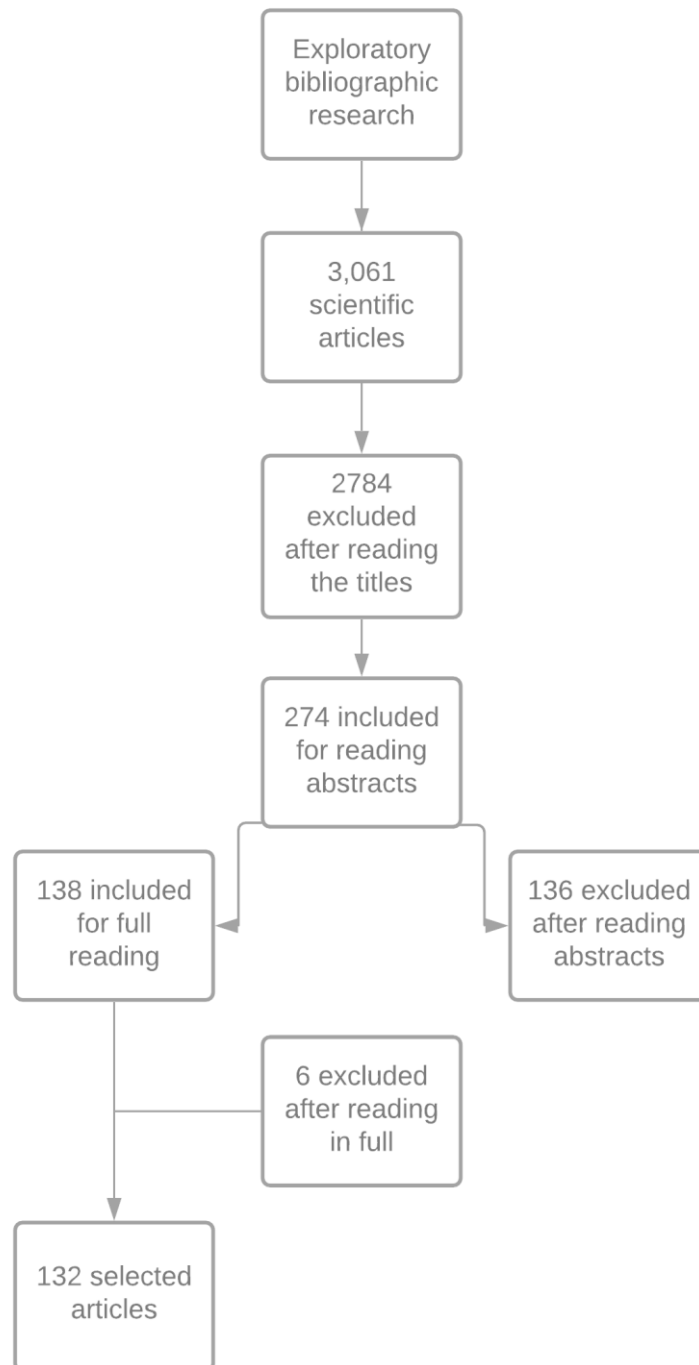 Exploratory
bibliographic
research
3,061
scientific
articles
2784
excluded
after reading
the titles
274 included
for reading
abstracts
138 included
for full
reading
136 excluded
after reading
abstracts
6 excluded
after reading
in full
132 selected
articles